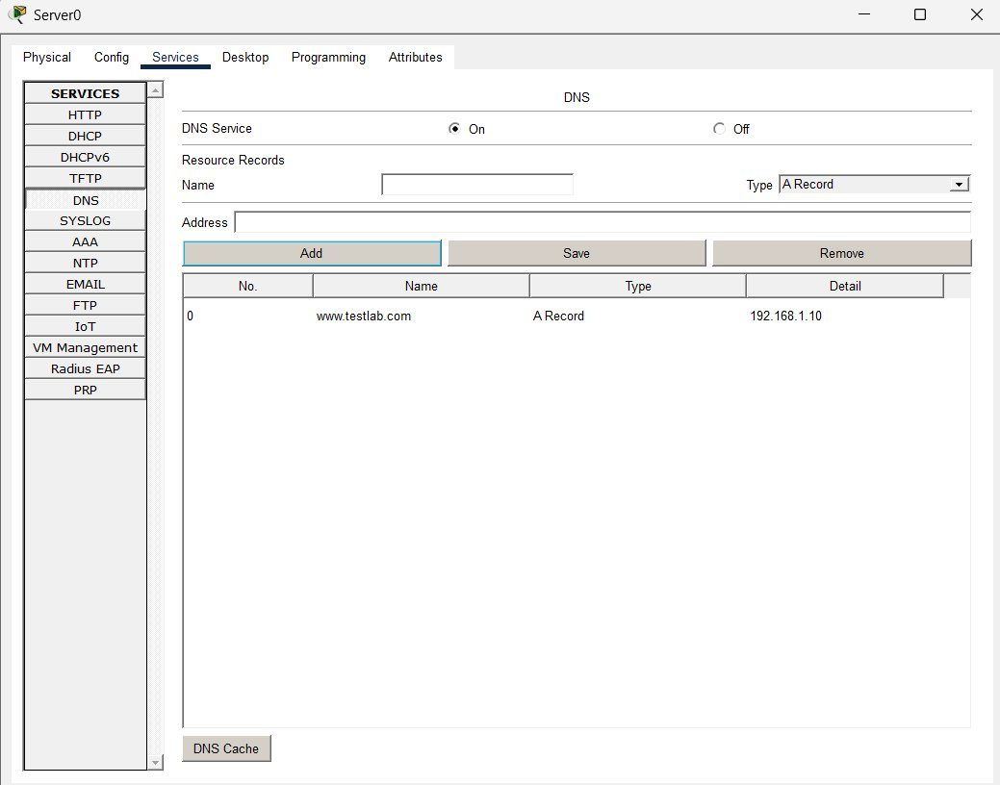 Server0
Physical Config Services Desktop Programming Attributes
SERVICES
HTTP
DHCP
DHCPv6
TFTP
DNS
SYSLOG
AAA
NTP
EMAIL
FTP
IoT
VM Management
Radius EAP
PRP
DNS
DNS Service On Off
Resource Records
Name Type A Record
Address
Add Save Remove
No. Name Type Detail
0 www.testlab.com A Record 192.168.1.10
DNS Cache